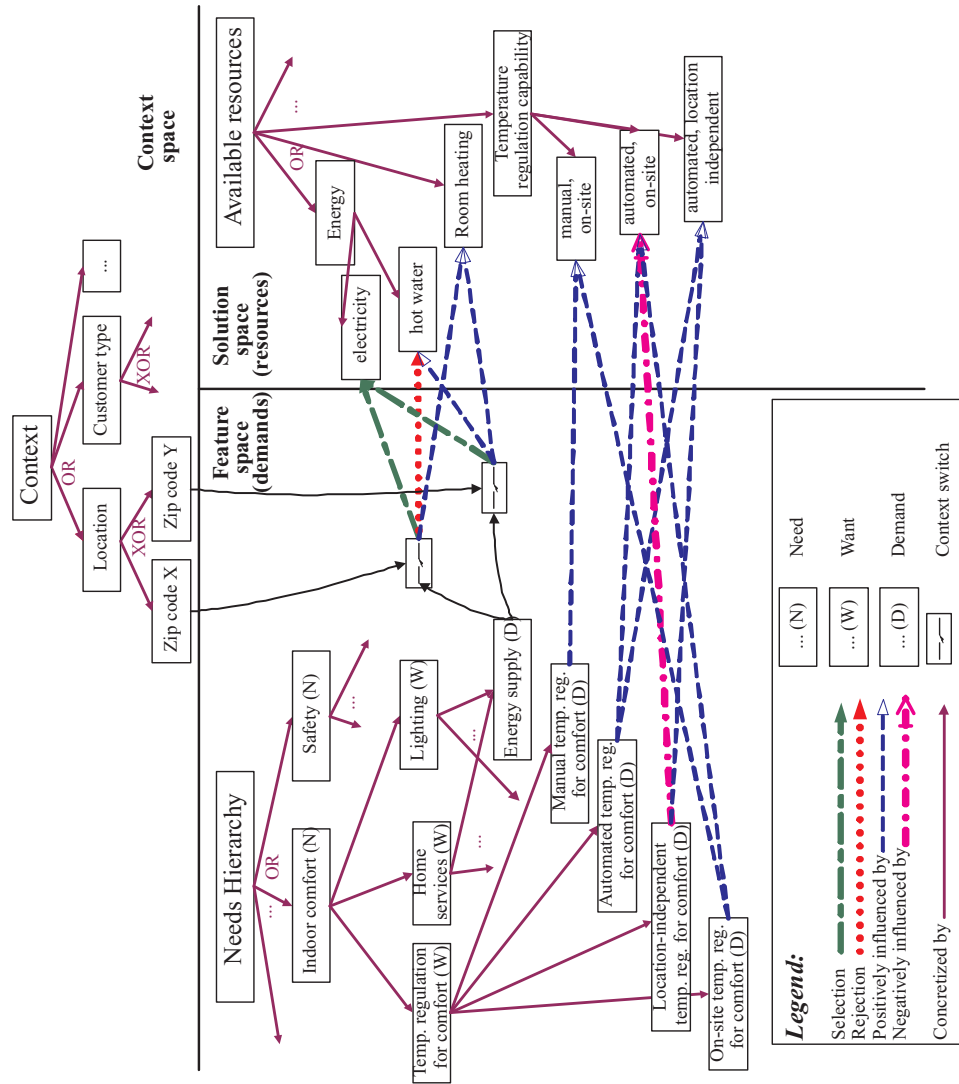 Context
OR
Location
Customer type
...
XOR
XOR
Zip code X
Zip code Y
Context
space
Feature
space
(demands)
Solution
space
(resources)
Needs Hierarchy
...
OR
Indoor comfort (N)
Safety (N)
...
Temp. regulation
for comfort (W)
Home
services (W)
Lighting (W)
...
...
Energy supply (D)
Manual temp. reg.
for comfort (D)
Automated temp. reg.
for comfort (D)
Location-independent
temp. reg. for comfort (D)
On-site temp. reg.
for comfort (D)
Available resources
OR
...
Energy
electricity
hot water
Room heating
Temperature
regulation capability
manual,
on-site
automated,
on-site
automated, location
independent
Legend:
Selection
Rejection
Positively influenced by
Negatively influenced by
Concretized by
... (N)
Need
... (W)
Want
... (D)
Demand
Context switch